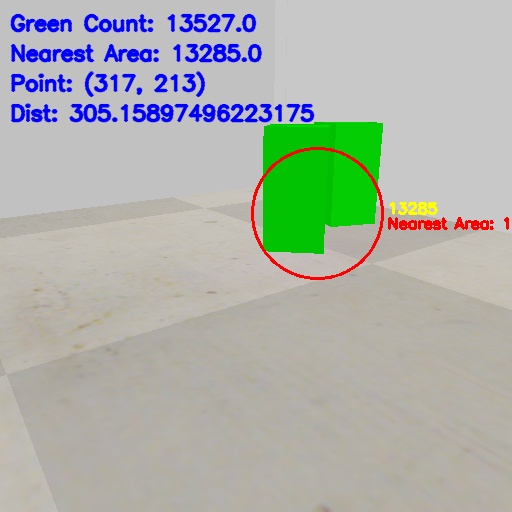 Green Count: 13527.0
Nearest Area: 13285.0
Point: (317, 213)
Dist: 305.15897496223175
13285
Nearest Area: 1